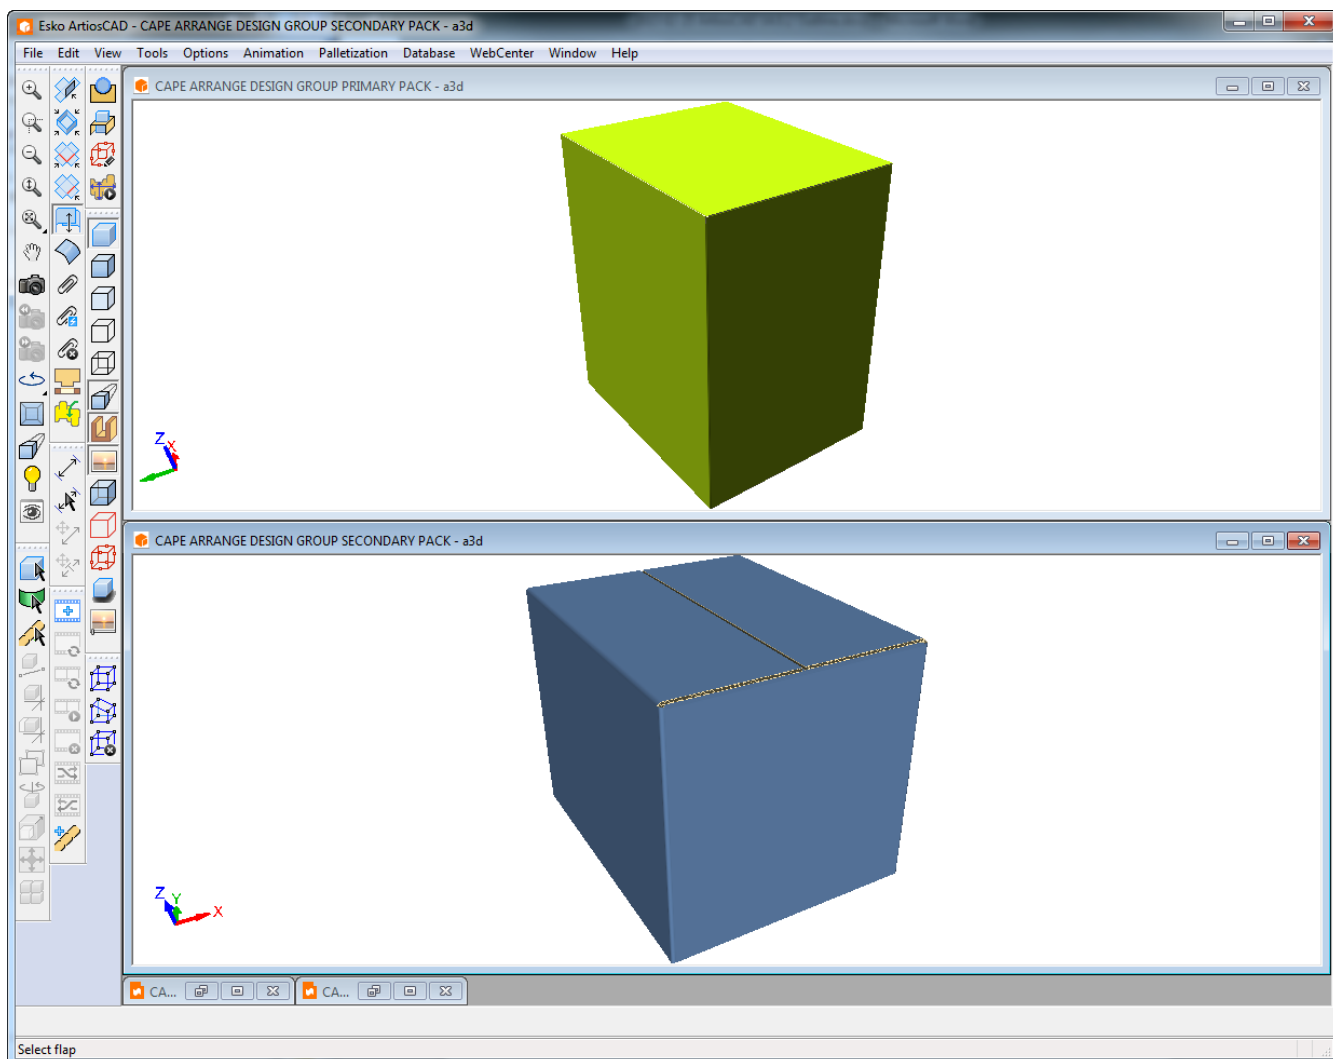 Esko ArtiosCAD - CAPE ARRANGE DESIGN GROUP SECONDARY PACK - a3d
File Edit View Tools Options Animation Palletization Database WebCenter Window Help
CAPE ARRANGE DESIGN GROUP PRIMARY PACK - a3d
Z X
CAPE ARRANGE DESIGN GROUP SECONDARY PACK - a3d
Z Y X
CA... CA...
Select flap